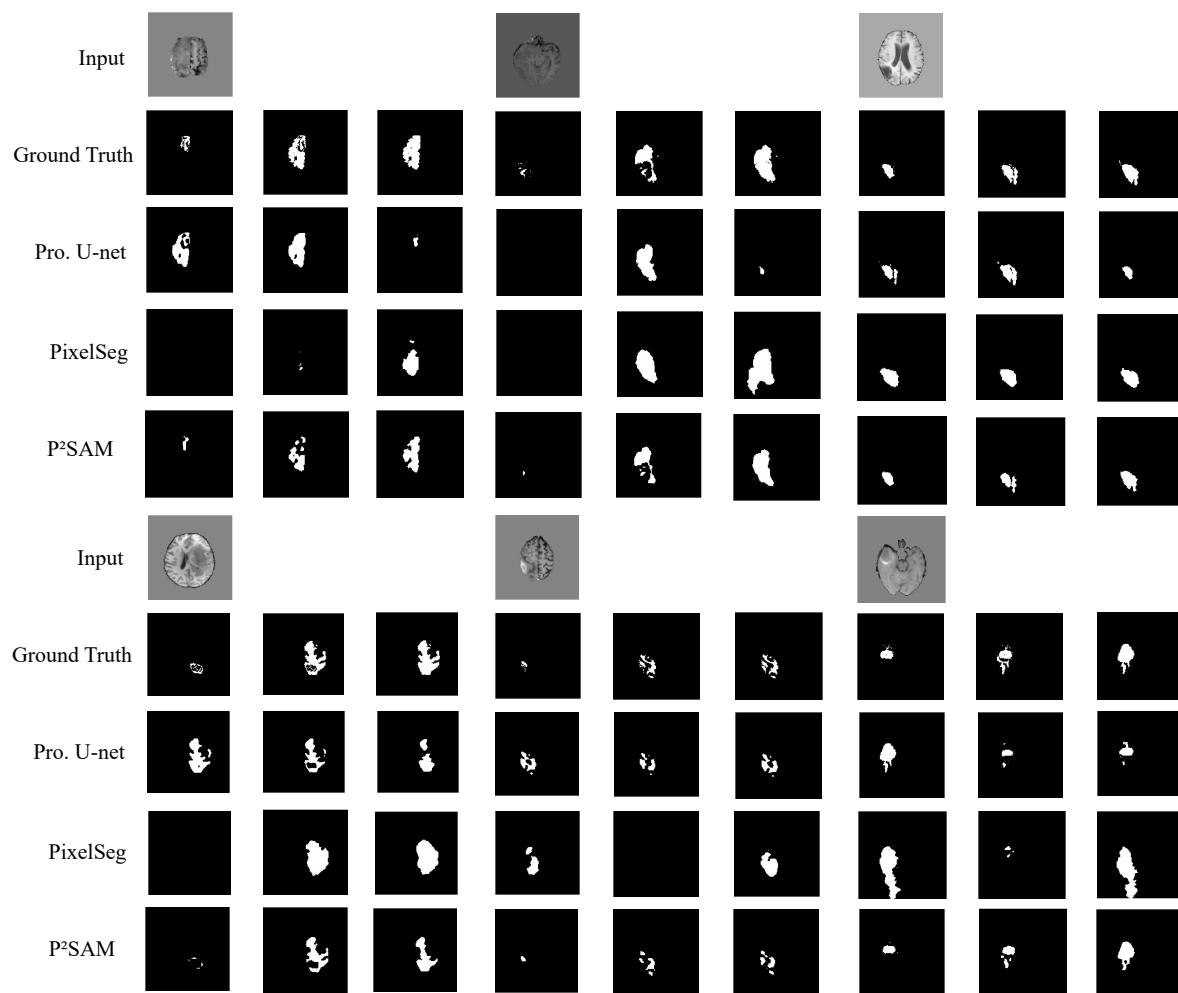 Input
Ground Truth
Pro. U-net
PixelSeg
P²SAM
Input
Ground Truth
Pro. U-net
PixelSeg
P²SAM